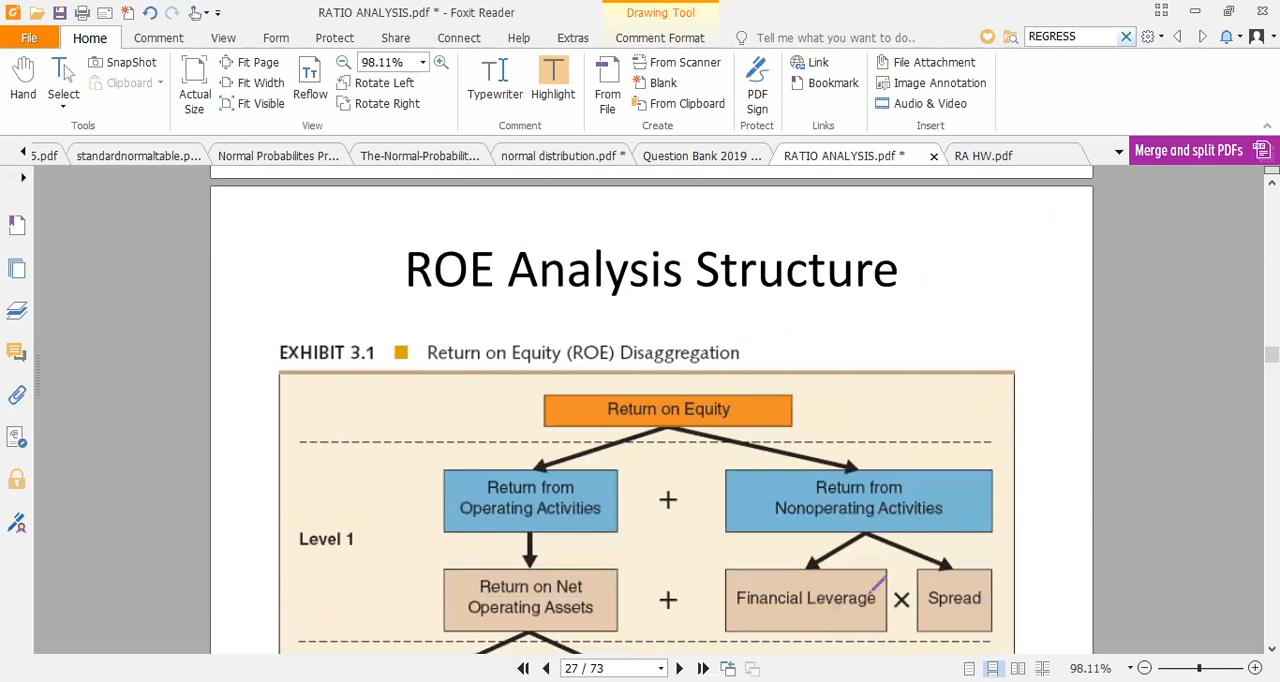 RATIO ANALYSIS.pdf * - Foxit Reader
Drawing Tool
File
Home
Comment
View
Form
Protect
Share
Connect
Help
Extras
Comment Format
Tell me what you want to do..
REGRESS
Hand
Select
SnapShot
Clipboard
Tools
Actual
Size
Fit Page
Fit Width
Fit Visible
Reflow
98.11%
Rotate Left
Rotate Right
View
Typewriter
Highlight
Comment
From
File
From Scanner
Blank
From Clipboard
Create
PDF
Sign
Protect
Link
Bookmark
Links
File Attachment
Image Annotation
Audio & Video
Insert
5.pdf
standardnormaltable.p...
Normal Probabilites Pr...
The-Normal-Probabilit...
normal distribution.pdf *
Question Bank 2019 ...
RATIO ANALYSIS.pdf *
RA HW.pdf
Merge and split PDFs
ROE Analysis Structure
EXHIBIT 3.1 Return on Equity (ROE) Disaggregation
Return on Equity
Return from
Operating Activities
+
Return from
Nonoperating Activities
Level 1
Return on Net
Operating Assets
+
Financial Leverage
×
Spread
27 / 73
98.11%